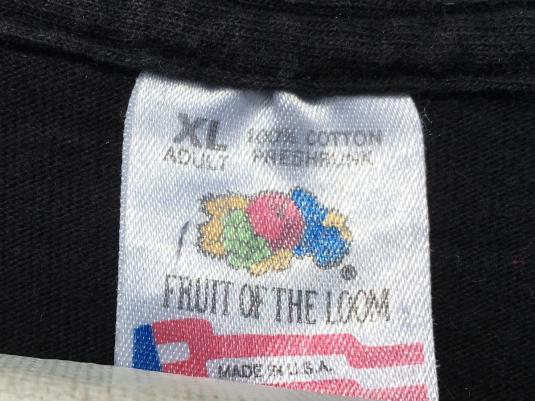 XL 100% COTTON
ADULT PRESHRUNK
®
FRUIT OF THE LOOM
MADE IN U.S.A.